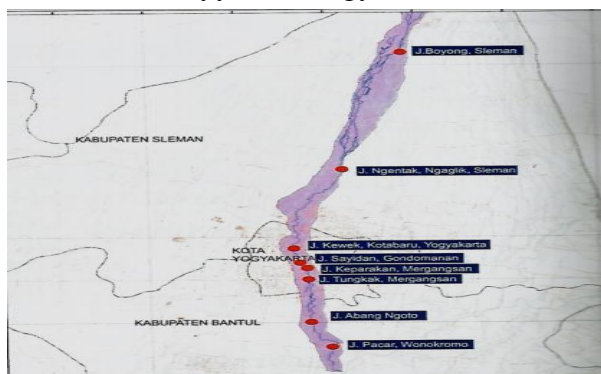 J.Boyong, Sleman
KABUPATEN SLEMAN
J. Ngentak, Ngaglik, Sleman
J. Kewek, Kotabaru, Yogyakarta
KOTA
YOGYAKARTA
J. Sayidan, Gondomanan
J. Keparakan, Mergangsan
J. Tungkak, Mergangsan
J. Abang Ngoto
KABUPATEN BANTUL
J. Pacar, Wonokromo